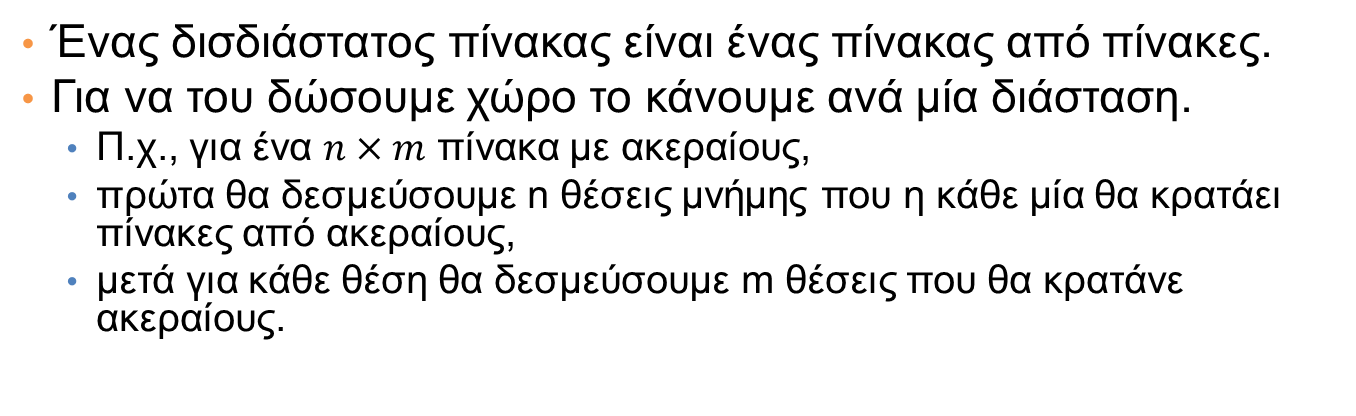 • Ένας δισδιάστατος πίνακας είναι ένας πίνακας από πίνακες.
• Για να του δώσουμε χώρο το κάνουμε ανά μία διάσταση.
• Π.χ., για ένα n × m πίνακα με ακεραίους,
• πρώτα θα δεσμεύσουμε n θέσεις μνήμης που η κάθε μία θα κρατάει
πίνακες από ακεραίους,
• μετά για κάθε θέση θα δεσμεύσουμε m θέσεις που θα κρατάνε
ακεραίους.